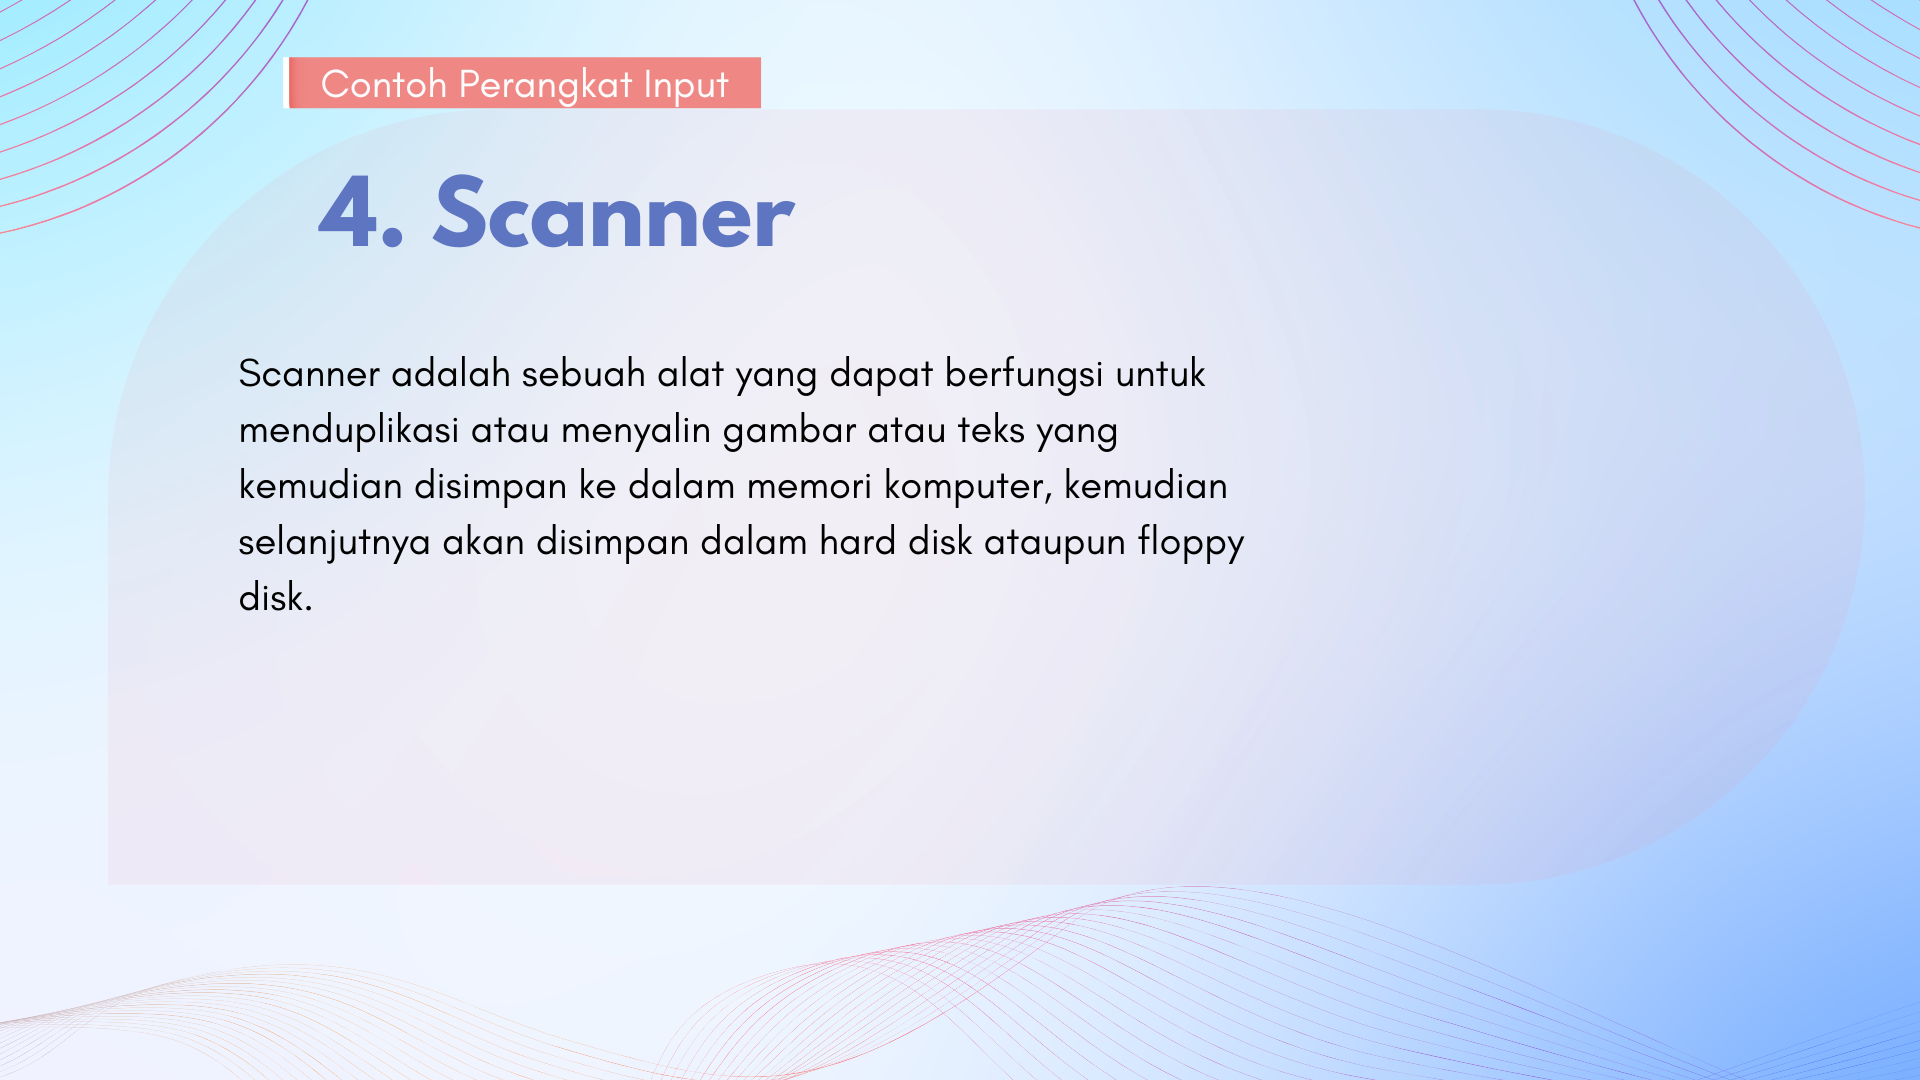 Contoh Perangkat Input
4. Scanner
Scanner adalah sebuah alat yang dapat berfungsi untuk
menduplikasi atau menyalin gambar atau teks yang
kemudian disimpan ke dalam memori komputer, kemudian
selanjutnya akan disimpan dalam hard disk ataupun floppy
disk.